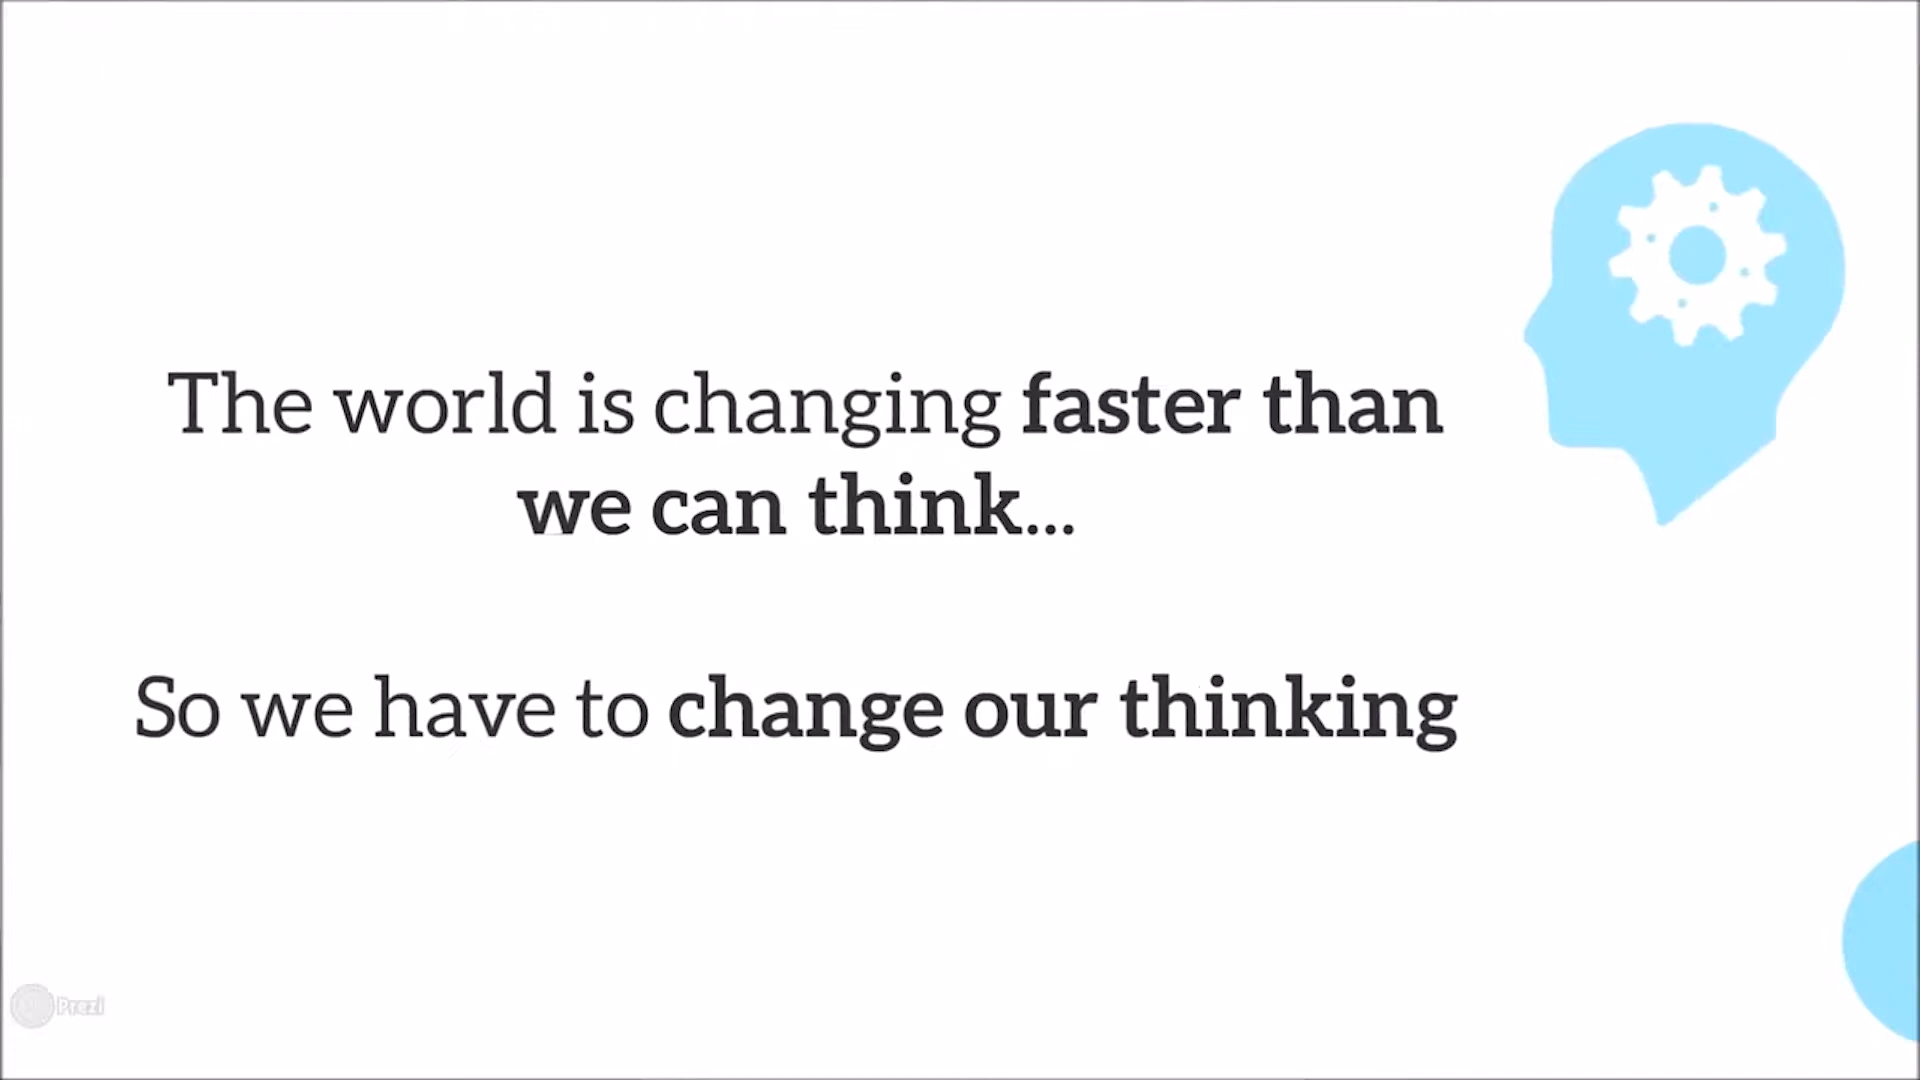 The world is changing faster than
we can think...
So we have to change our thinking
Prezi